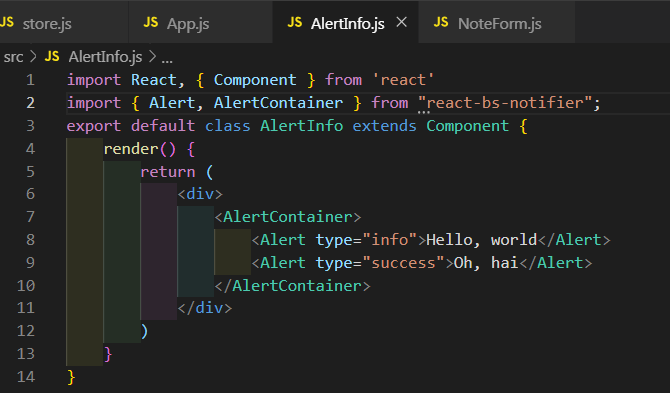 store.js JS App.js JS AlertInfo.js × JS NoteForm.js
src > JS AlertInfo.js > ...
1 import React, { Component } from 'react'
2 import { Alert, AlertContainer } from "react-bs-notifier";
3 export default class AlertInfo extends Component {
4 render() {
5 return (
6 <div>
7 <AlertContainer>
8 <Alert type="info">Hello, world</Alert>
9 <Alert type="success">Oh, hai</Alert>
10 </AlertContainer>
11 </div>
12 )
13 }
14 }